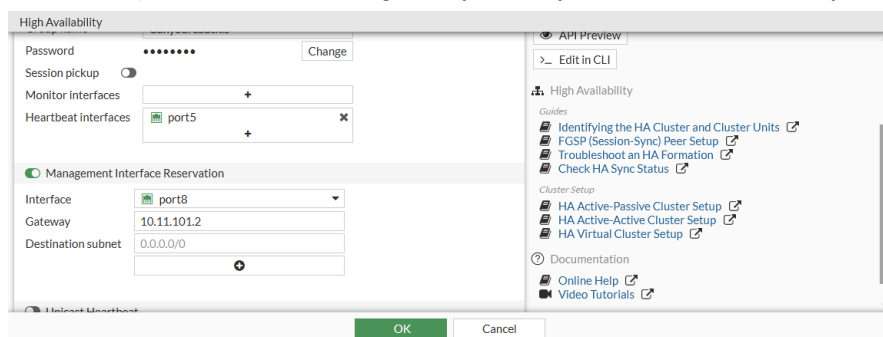 High Availability
Password ●●●●●●●● Change
Session pickup
Monitor interfaces +
Heartbeat interfaces port5 ✖
+
Management Interface Reservation
Interface port8
Gateway 10.11.101.2
Destination subnet 0.0.0.0/0
Unicast Heartbeat
API Preview
>_ Edit in CLI
High Availability
Guides
Identifying the HA Cluster and Cluster Units
FGSP (Session-Sync) Peer Setup
Troubleshoot an HA Formation
Check HA Sync Status
Cluster Setup
HA Active-Passive Cluster Setup
HA Active-Active Cluster Setup
HA Virtual Cluster Setup
Documentation
Online Help
Video Tutorials
OK Cancel